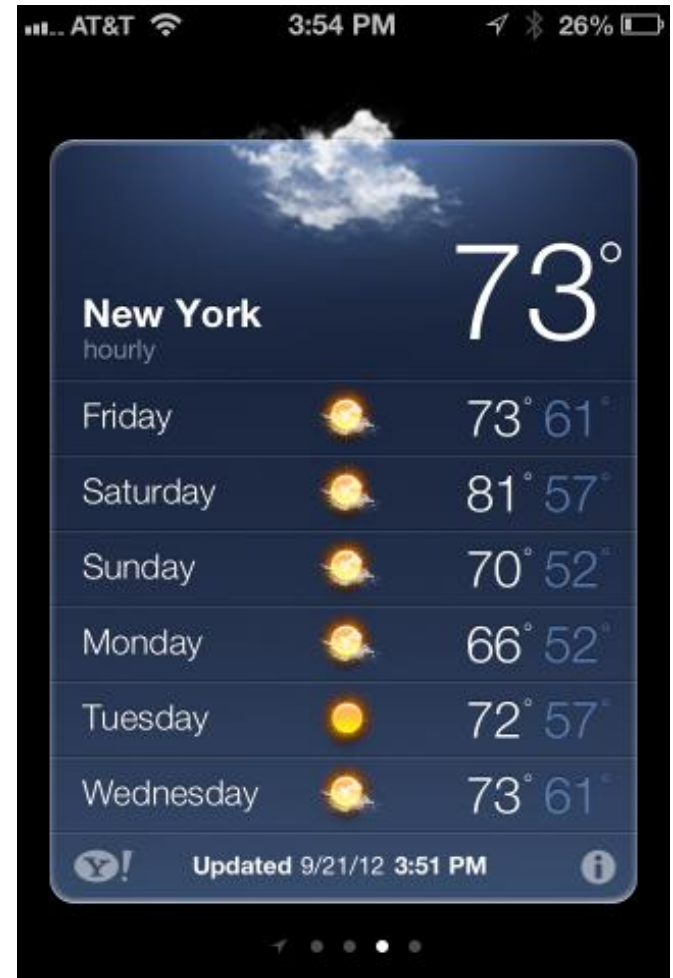 AT&T 3:54 PM 26%
73°
New York
hourly
Friday 73° 61°
Saturday 81° 57°
Sunday 70° 52°
Monday 66° 52°
Tuesday 72° 57°
Wednesday 73° 61°
Y! Updated 9/21/12 3:51 PM i